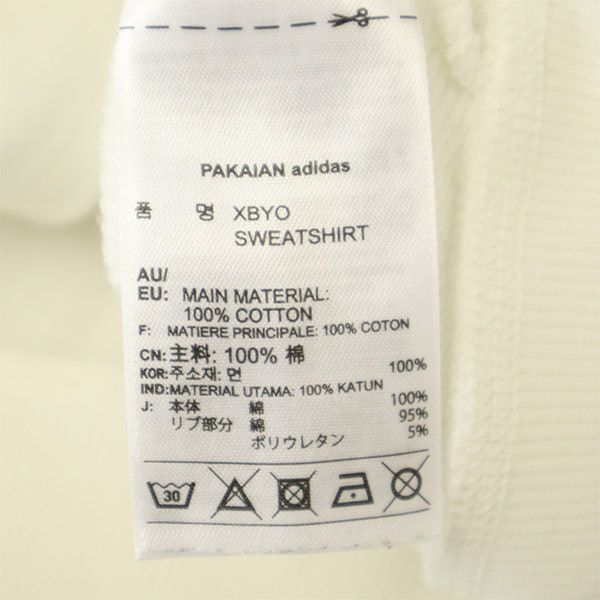 PAKAIAN adidas
품 명 XBYO
SWEATSHIRT
AU/
EU: MAIN MATERIAL:
100% COTTON
F: MATIERE PRINCIPALE: 100% COTON
CN: 主料: 100% 棉
KOR: 주소재: 면 100%
IND: MATERIAL UTAMA: 100% KATUN
J: 本体 綿 100%
リブ部分 綿 95%
ポリウレタン 5%
30